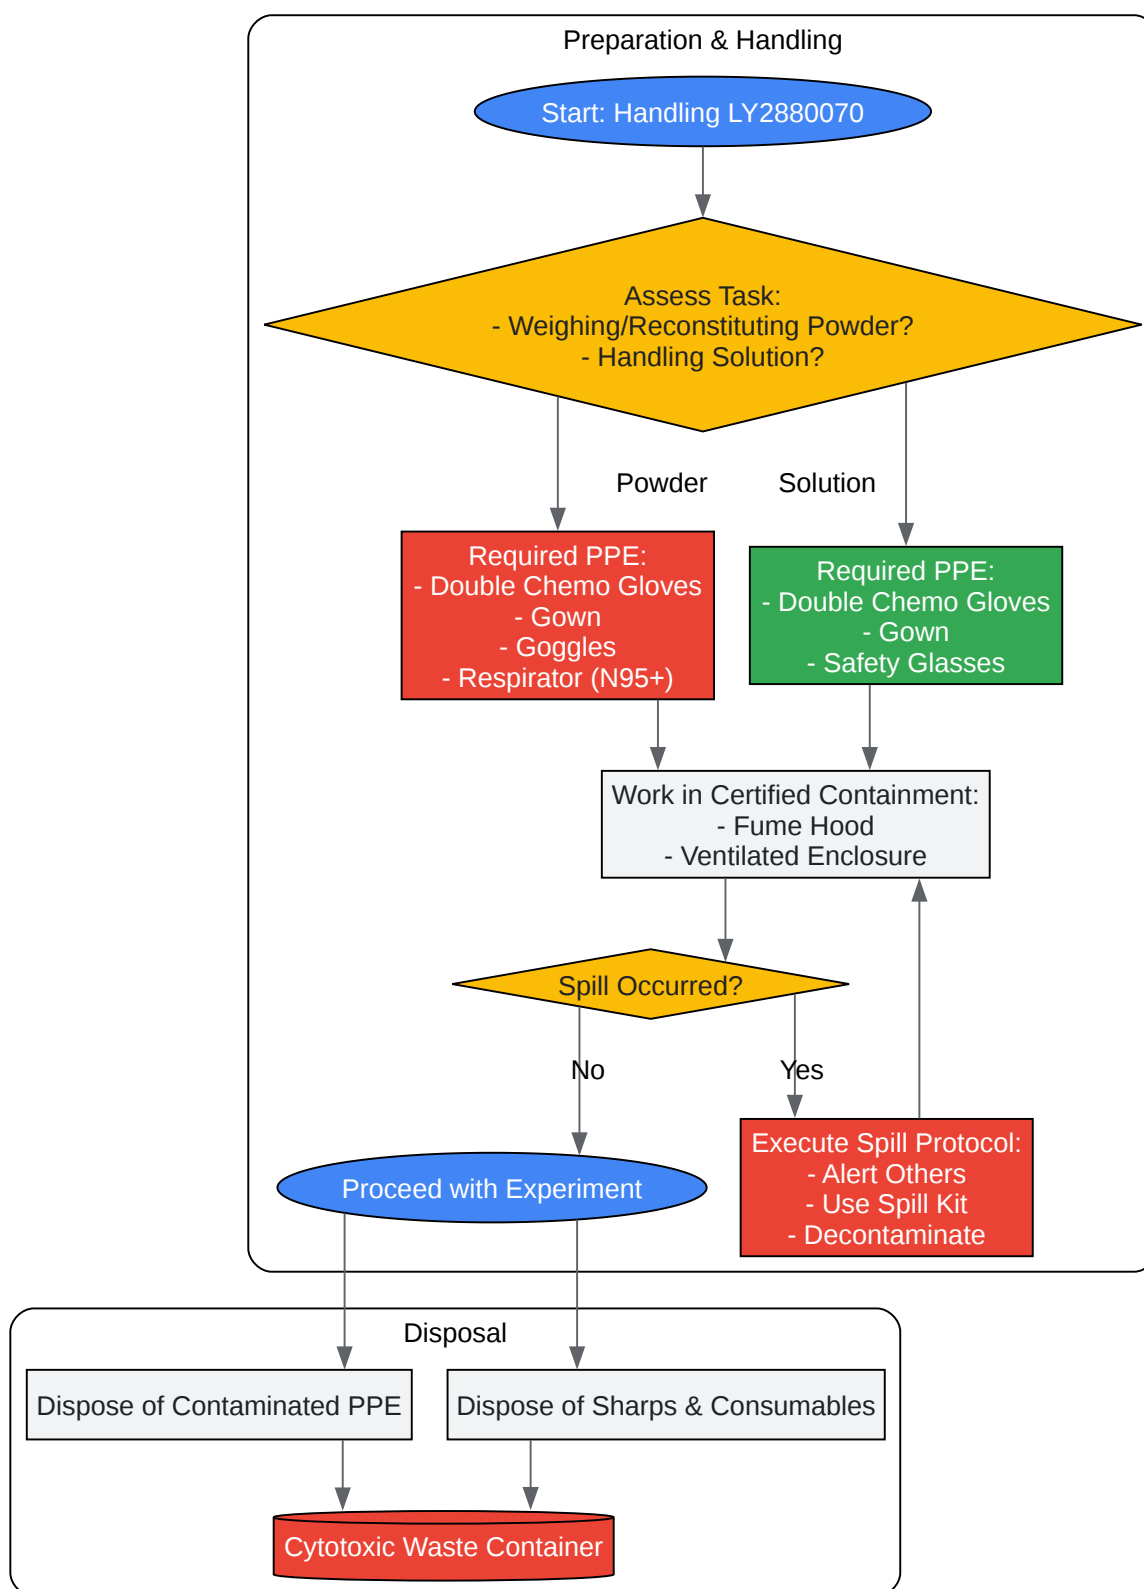 Preparation & Handling
Start: Handling LY2880070
Assess Task:
- Weighing/Reconstituting Powder?
- Handling Solution?
Powder
Solution
Required PPE:
- Double Chemo Gloves
- Gown
- Goggles
- Respirator (N95+)
Required PPE:
- Double Chemo Gloves
- Gown
- Safety Glasses
Work in Certified Containment:
- Fume Hood
- Ventilated Enclosure
Spill Occurred?
No
Yes
Execute Spill Protocol:
- Alert Others
- Use Spill Kit
- Decontaminate
Proceed with Experiment
Disposal
Dispose of Contaminated PPE
Dispose of Sharps & Consumables
Cytotoxic Waste Container